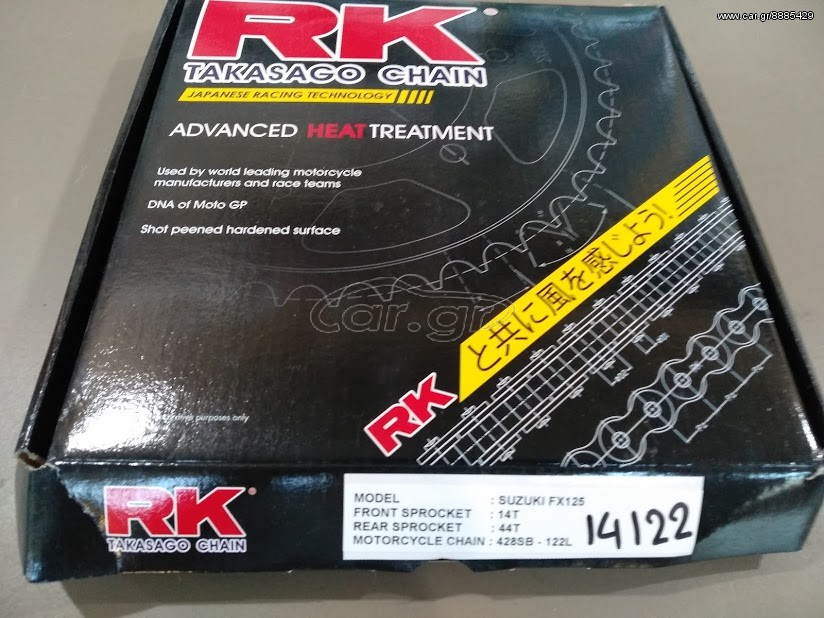 www.car.gr/8885429
RK
TAKASAGO CHAIN
JAPANESE RACING TECHNOLOGY
ADVANCED HEAT TREATMENT
Used by world leading motorcycle
manufacturers and race teams
DNA of Moto GP
Shot peened hardened surface
car.gr
RK と共に風を感じよう!
purposes only
RK
TAKASAGO CHAIN
MODEL : SUZUKI FX125
FRONT SPROCKET : 14T
REAR SPROCKET : 44T
MOTORCYCLE CHAIN : 428SB - 122L
14122